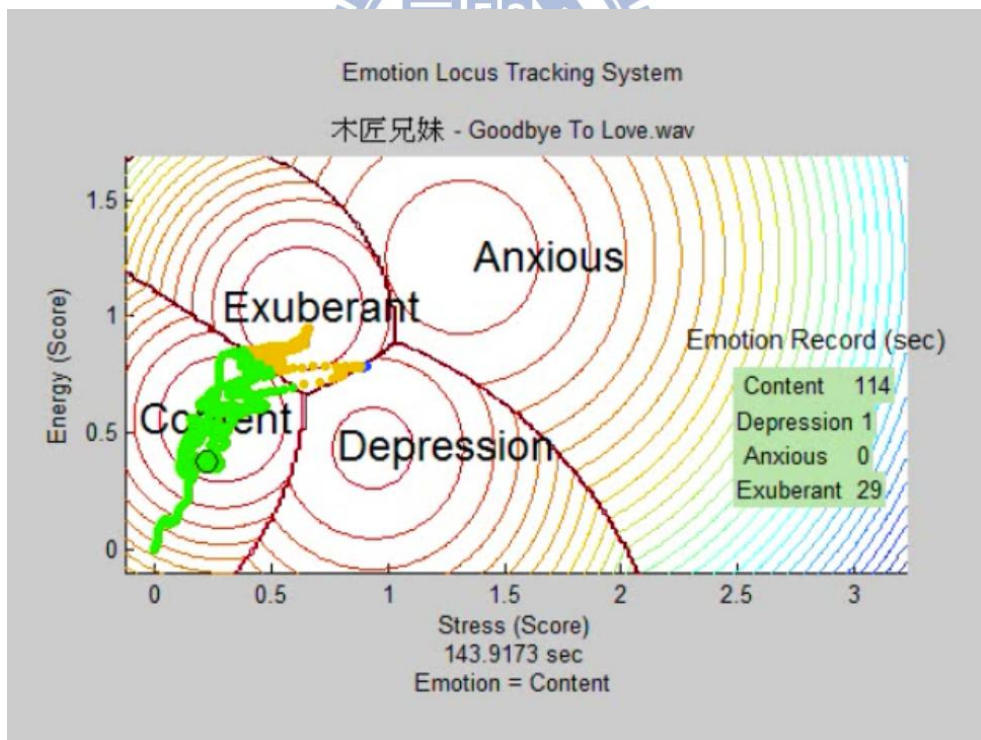 Emotion Locus Tracking System
木匠兄妹 - Goodbye To Love.wav
1.5
1
0.5
0
Energy (Score)
Anxious
Exuberant
Content
Depression
Emotion Record (sec)
Content 114
Depression 1
Anxious 0
Exuberant 29
0 0.5 1 1.5 2 2.5 3
Stress (Score)
143.9173 sec
Emotion = Content